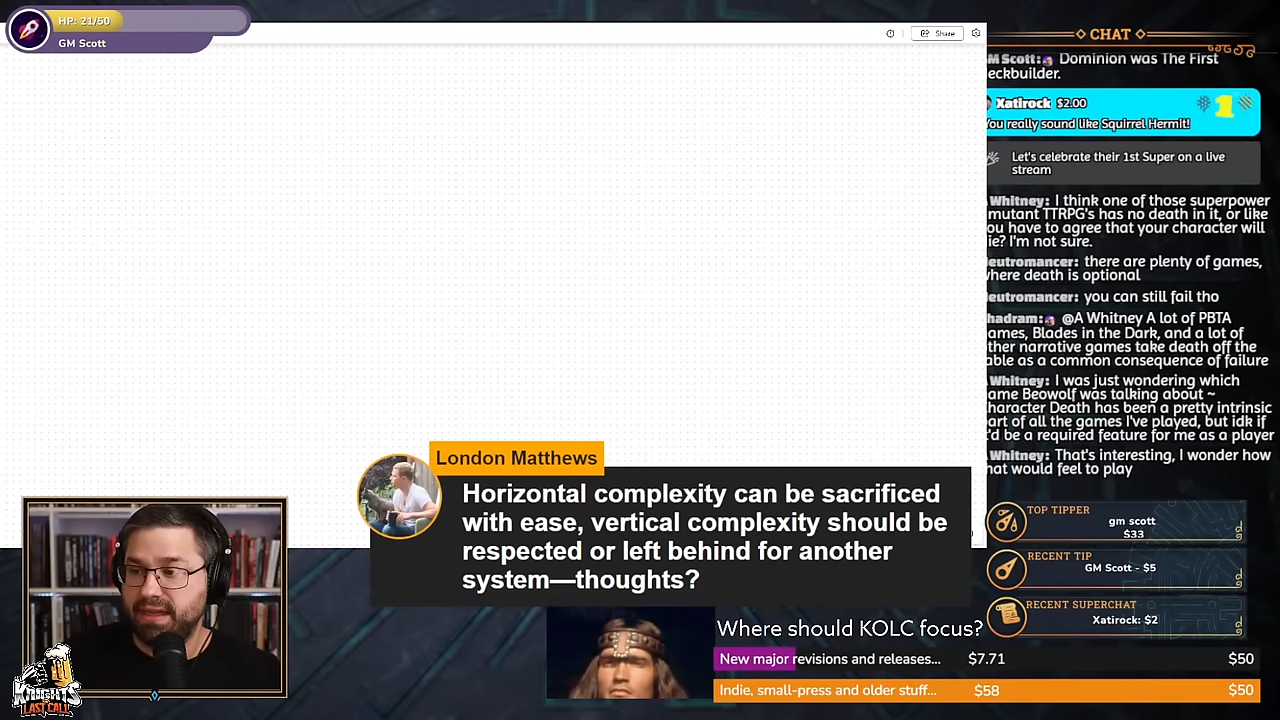 HP: 21/50
GM Scott
Share
CHAT
M Scott: Dominion was The First
eckbuilder.
Xatirock $2.00
1
You really sound like Squirrel Hermit!
Let's celebrate their 1st Super on a live
stream
Whitney: I think one of those superpower
mutant TTRPG's has no death in it, or like
ou have to agree that your character will
ie? I'm not sure.
eutromancer: there are plenty of games,
where death is optional
eutromancer: you can still fail tho
hadram: @A Whitney A lot of PBTA
ames, Blades in the Dark, and a lot of
ther narrative games take death off the
able as a common consequence of failure
Whitney: I was just wondering which
ame Beowolf was talking about ~
haracter Death has been a pretty intrinsic
art of all the games I've played, but idk if
t'd be a required feature for me as a player
Whitney: That's interesting, I wonder how
hat would feel to play
London Matthews
Horizontal complexity can be sacrificed
with ease, vertical complexity should be
respected or left behind for another
system—thoughts?
TOP TIPPER
gm scott
$33
RECENT TIP
GM Scott - $5
RECENT SUPERCHAT
Xatirock: $2
Where should KOLC focus?
New major revisions and releases... $7.71 $50
Indie, small-press and older stuff... $58 $50
KNIGHTS
LAST CALL